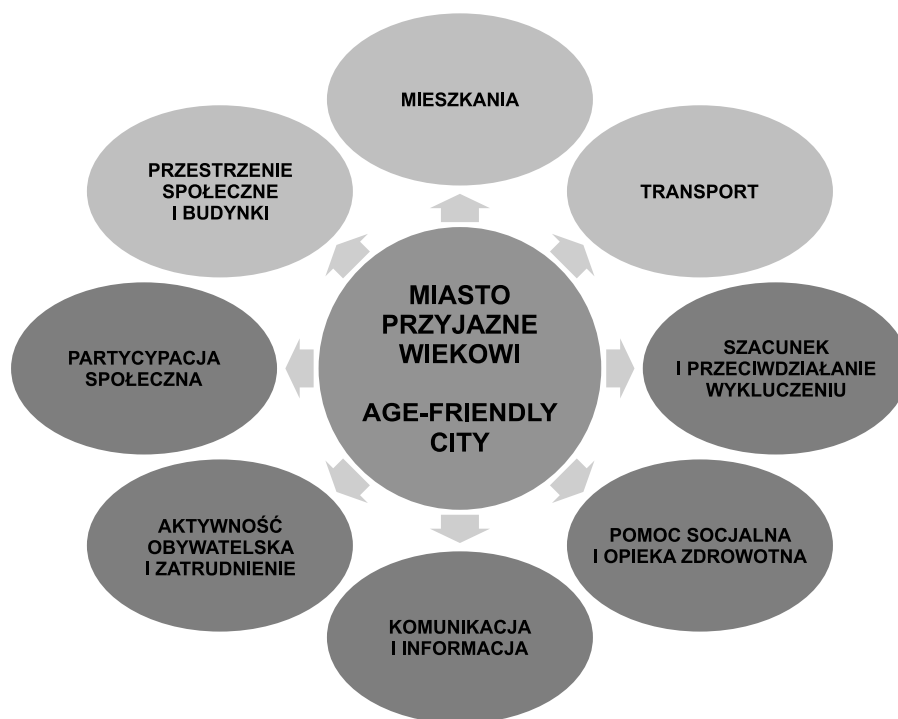 MIESZKANIA
PRZESTRZENIE
SPOŁECZNE
I BUDYNKI
TRANSPORT
MIASTO
PRZYJAZNE
WIEKOWI
AGE-FRIENDLY
CITY
PARTYCYPACJA
SPOŁECZNA
SZACUNEK
I PRZECIWDZIAŁANIE
WYKLUCZENIU
AKTYWNOŚĆ
OBYWATELSKA
I ZATRUDNIENIE
POMOC SOCJALNA
I OPIEKA ZDROWOTNA
KOMUNIKACJA
I INFORMACJA